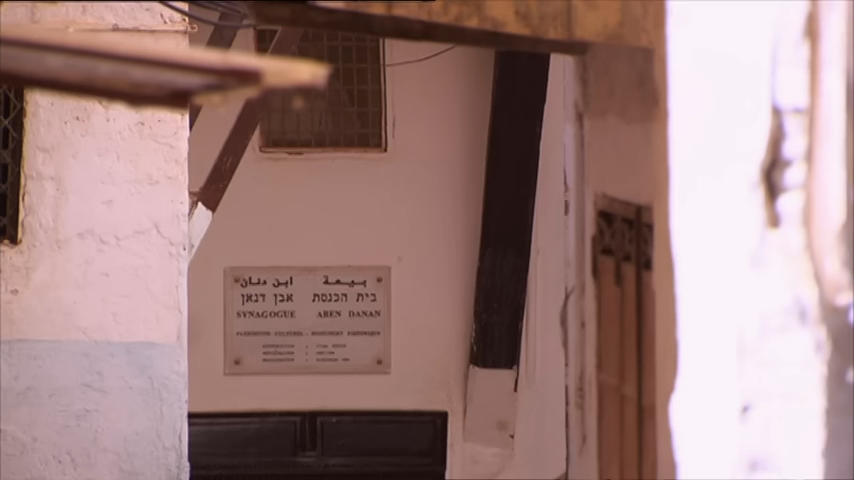 بيعة ابن دنان
בית הכנסת אבן דנאן
SYNAGOGUE ABEN DANAN
PATRIMOINE CULTUREL - MONUMENT HISTORIQUE